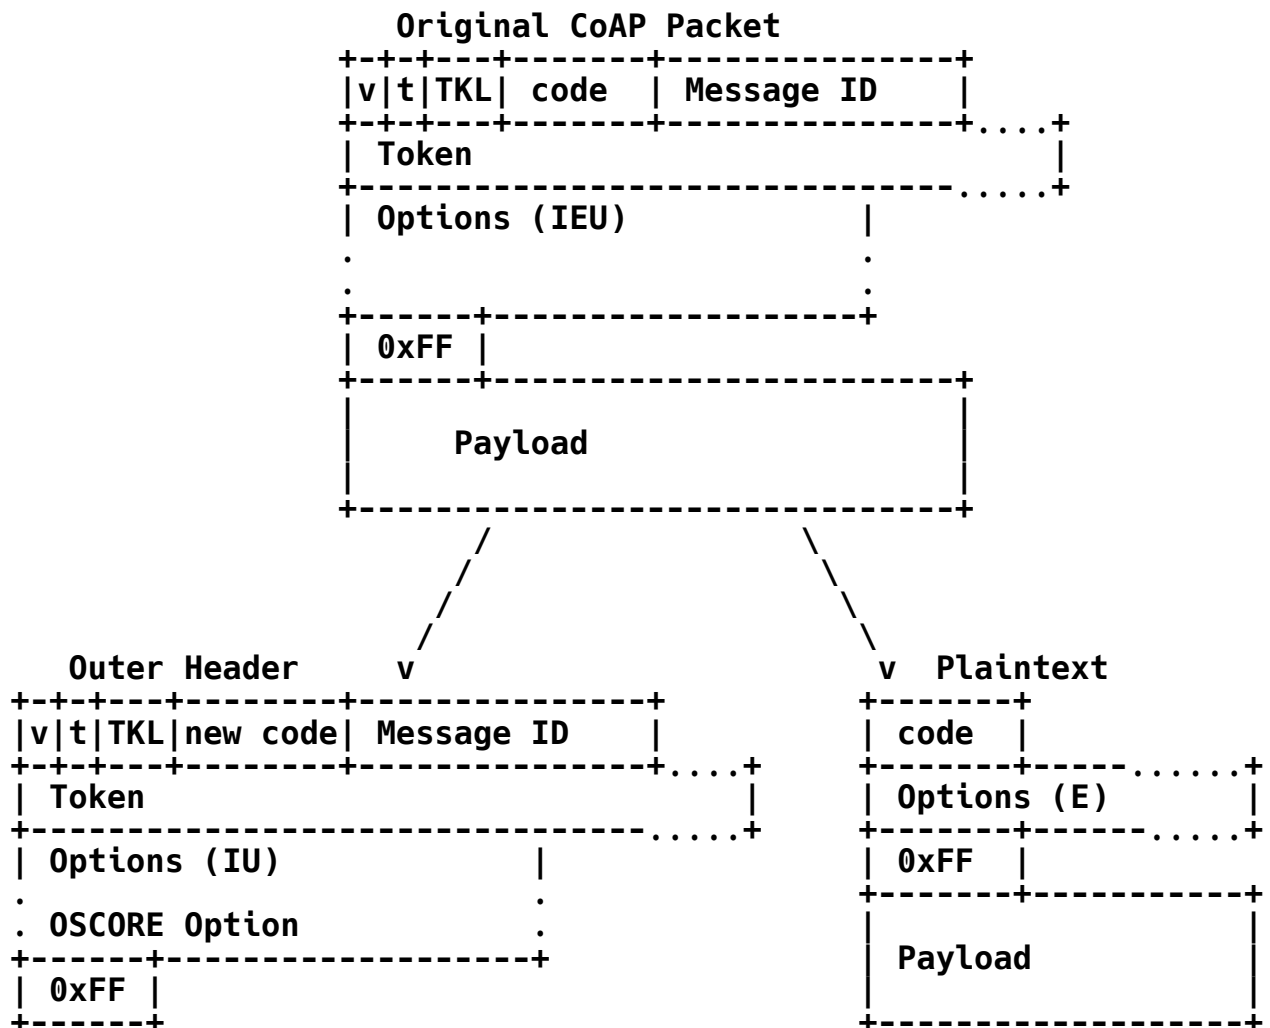 Original CoAP Packet
+-+-+---+-------+---------------+
|v|t|TKL| code  | Message ID    |
+-+-+---+-------+---------------+....+
| Token                              |
+-------------------------------.....+
| Options (IEU)            |
.                          .
.                          .
+------+-------------------+
| 0xFF |
+------+------------------------+
|                               |
|     Payload                   |
|                               |
+-------------------------------+
/                \
/                  \
/                    \
/                      \
Outer Header     v                        v  Plaintext
+-+-+---+--------+---------------+          +-------+
|v|t|TKL|new code| Message ID    |          | code  |
+-+-+---+--------+---------------+....+     +-------+-----......+
| Token                               |     | Options (E)       |
+--------------------------------.....+     +-------+------.....+
| Options (IU)             |                | 0xFF  |
.                          .                +-------+-----------+
. OSCORE Option            .                |                   |
+------+-------------------+                | Payload           |
| 0xFF |                                    |                   |
+------+                                    +-------------------+